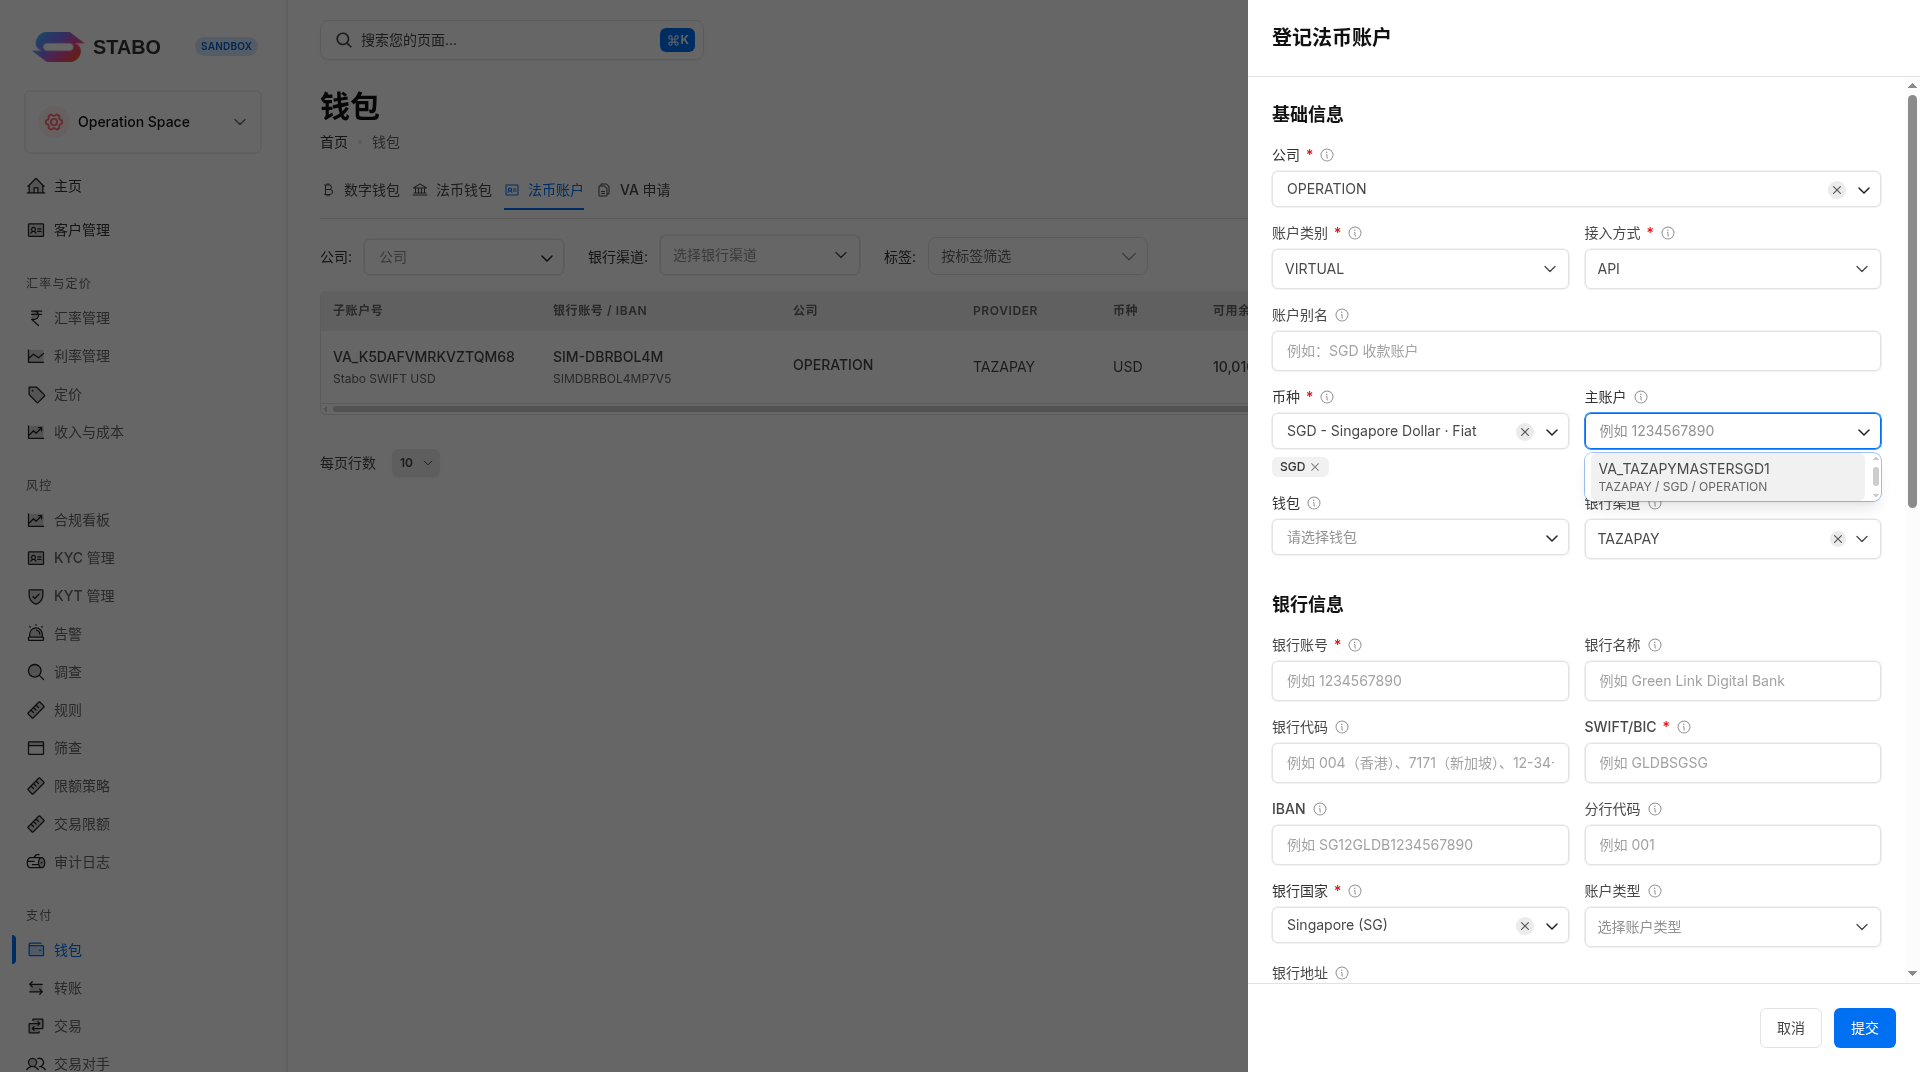 STABO
SANDBOX
Operation Space
主页
客户管理
汇率与定价
汇率管理
利率管理
定价
收入与成本
风控
合规看板
KYC 管理
KYT 管理
告警
调查
规则
筛查
限额策略
交易限额
审计日志
支付
钱包
转账
交易
交易对手
搜索您的页面...
⌘K
钱包
首页 • 钱包
数字钱包 法币钱包 法币账户 VA 申请
公司: 公司 银行渠道: 选择银行渠道 标签: 按标签筛选
子账户号 银行账号 / IBAN 公司 PROVIDER 币种 可用余
VA_K5DAFVMRKVZTQM68 SIM-DBRBOL4M OPERATION TAZAPAY USD 10,010
Stabo SWIFT USD SIMDBRBOL4MP7V5
每页行数 10
登记法币账户
基础信息
公司 *
OPERATION
账户类别 * 接入方式 *
VIRTUAL API
账户别名
例如：SGD 收款账户
币种 * 主账户
SGD - Singapore Dollar · Fiat 例如 1234567890
SGD
VA_TAZAPYMASTERSGD1
TAZAPAY / SGD / OPERATION
钱包 银行渠道
请选择钱包 TAZAPAY
银行信息
银行账号 * 银行名称
例如 1234567890 例如 Green Link Digital Bank
银行代码 SWIFT/BIC *
例如 004（香港）、7171（新加坡）、12-34- 例如 GLDBSGSG
IBAN 分行代码
例如 SG12GLDB1234567890 例如 001
银行国家 * 账户类型
Singapore (SG) 选择账户类型
银行地址
取消 提交